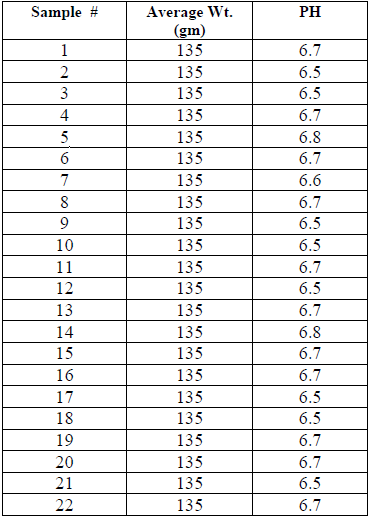 Sample # Average Wt. PH
(gm)
1 135 6.7
2 135 6.5
3 135 6.5
4 135 6.7
5 135 6.8
6 135 6.7
7 135 6.6
8 135 6.7
9 135 6.5
10 135 6.5
11 135 6.7
12 135 6.5
13 135 6.7
14 135 6.8
15 135 6.7
16 135 6.7
17 135 6.5
18 135 6.5
19 135 6.7
20 135 6.7
21 135 6.5
22 135 6.7